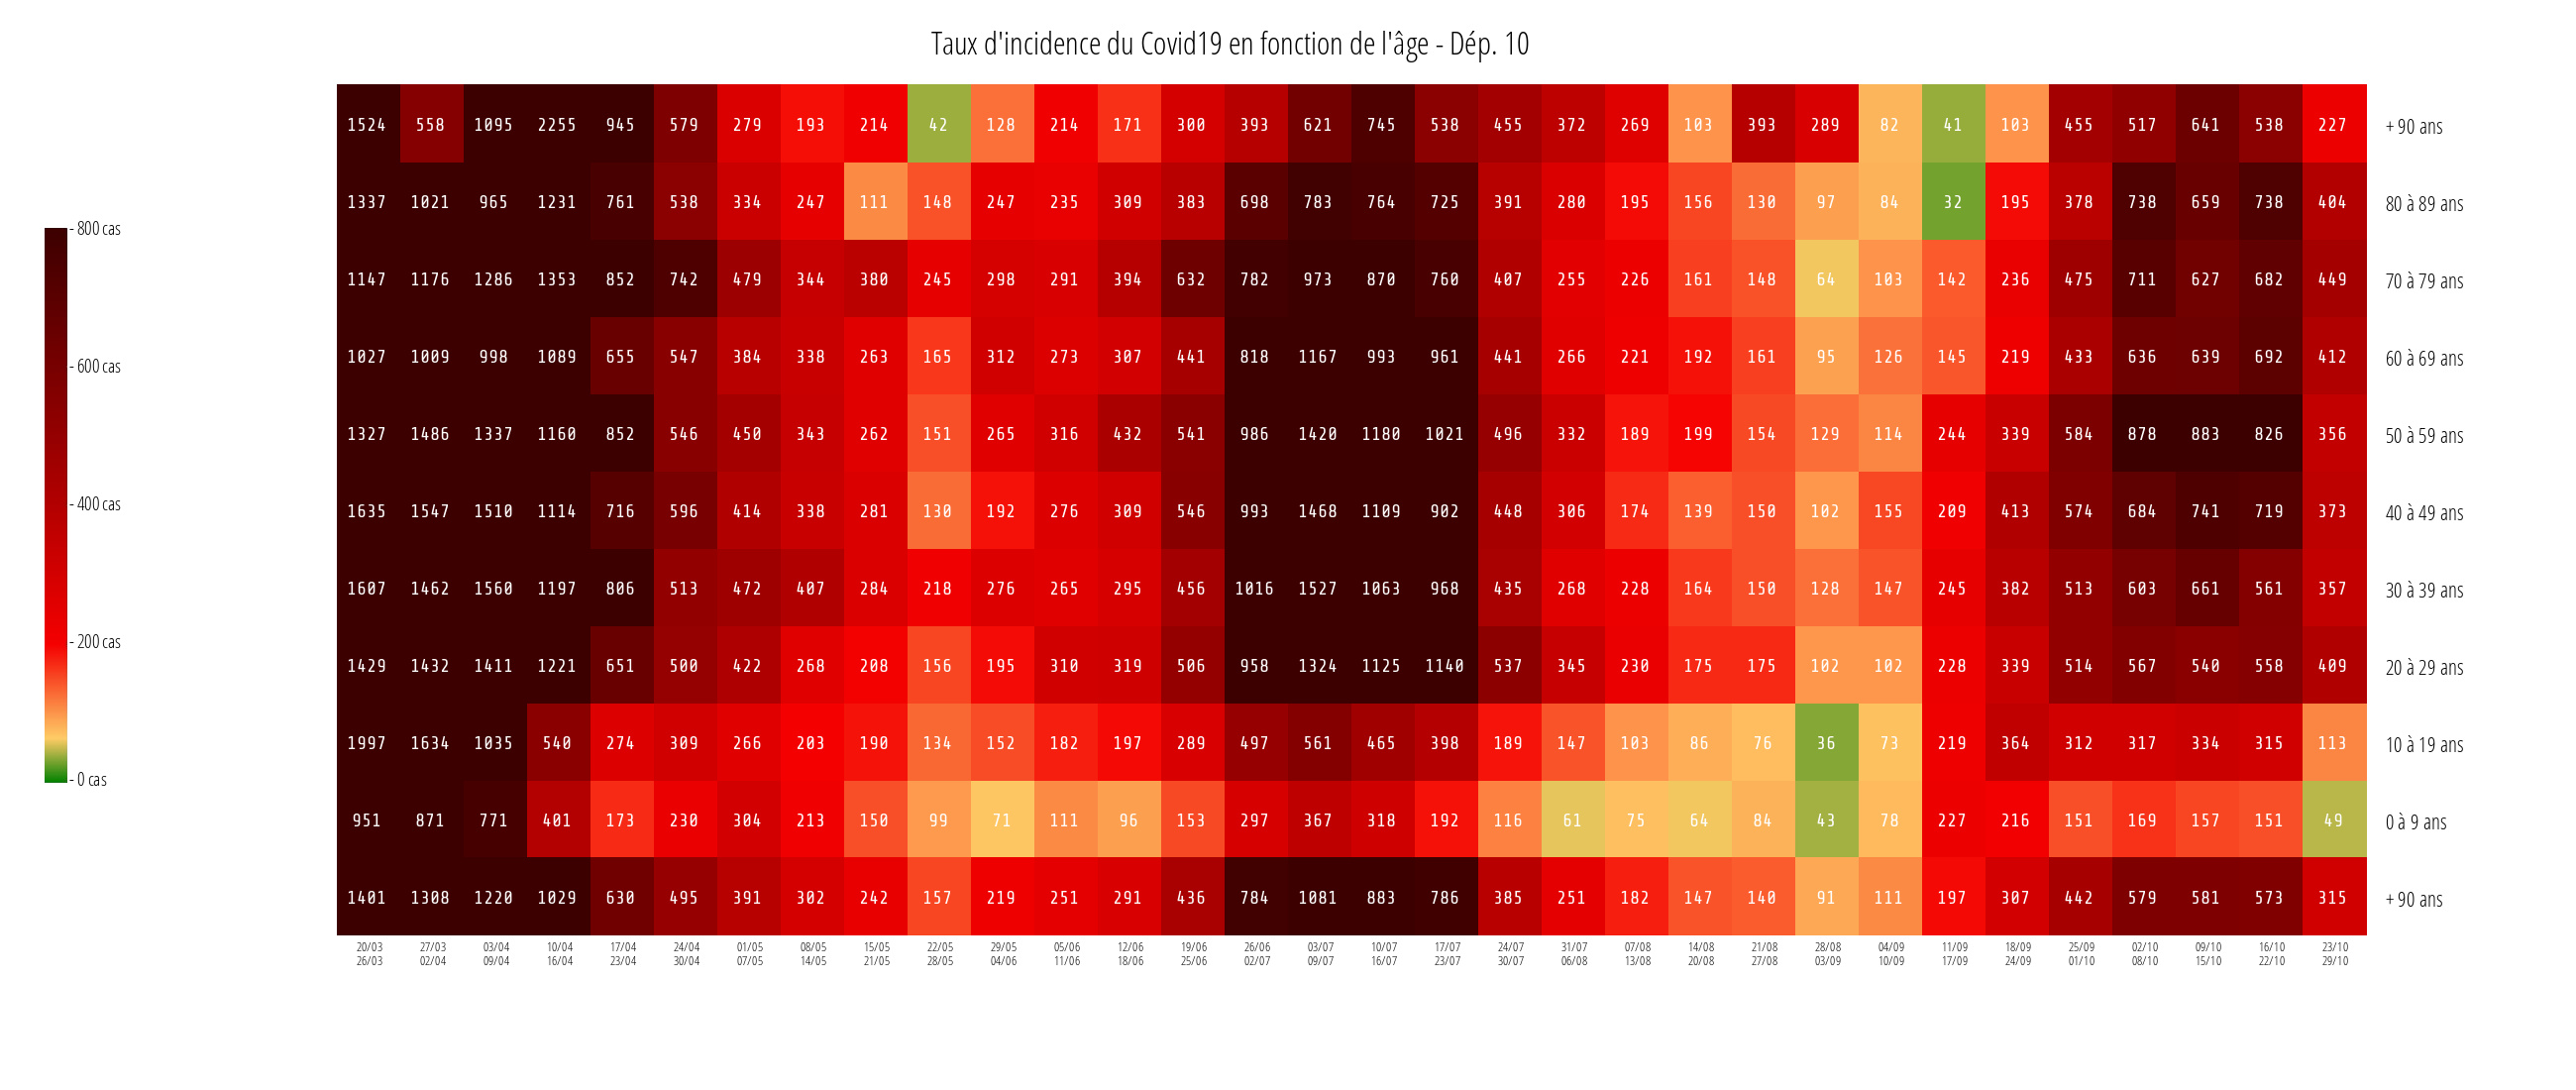 Taux d'incidence du Covid19 en fonction de l'âge - Dép. 10
- 800 cas
- 600 cas
- 400 cas
- 200 cas
- 0 cas
1524 558 1095 2255 945 579 279 193 214 42 128 214 171 300 393 621 745 538 455 372 269 103 393 289 82 41 103 455 517 641 538 227 + 90 ans
1337 1021 965 1231 761 538 334 247 111 148 247 235 309 383 698 783 764 725 391 280 195 156 130 97 84 32 195 378 738 659 738 404 80 à 89 ans
1147 1176 1286 1353 852 742 479 344 380 245 298 291 394 632 782 973 870 760 407 255 226 161 148 64 103 142 236 475 711 627 682 449 70 à 79 ans
1027 1009 998 1089 655 547 384 338 263 165 312 273 307 441 818 1167 993 961 441 266 221 192 161 95 126 145 219 433 636 639 692 412 60 à 69 ans
1327 1486 1337 1160 852 546 450 343 262 151 265 316 432 541 986 1420 1180 1021 496 332 189 199 154 129 114 244 339 584 878 883 826 356 50 à 59 ans
1635 1547 1510 1114 716 596 414 338 281 130 192 276 309 546 993 1468 1109 902 448 306 174 139 150 102 155 209 413 574 684 741 719 373 40 à 49 ans
1607 1462 1560 1197 806 513 472 407 284 218 276 265 295 456 1016 1527 1063 968 435 268 228 164 150 128 147 245 382 513 603 661 561 357 30 à 39 ans
1429 1432 1411 1221 651 500 422 268 208 156 195 310 319 506 958 1324 1125 1140 537 345 230 175 175 102 102 228 339 514 567 540 558 409 20 à 29 ans
1997 1634 1035 540 274 309 266 203 190 134 152 182 197 289 497 561 465 398 189 147 103 86 76 36 73 219 364 312 317 334 315 113 10 à 19 ans
951 871 771 401 173 230 304 213 150 99 71 111 96 153 297 367 318 192 116 61 75 64 84 43 78 227 216 151 169 157 151 49 0 à 9 ans
1401 1308 1220 1029 630 495 391 302 242 157 219 251 291 436 784 1081 883 786 385 251 182 147 140 91 111 197 307 442 579 581 573 315 + 90 ans
20/03 27/03 03/04 10/04 17/04 24/04 01/05 08/05 15/05 22/05 29/05 05/06 12/06 19/06 26/06 03/07 10/07 17/07 24/07 31/07 07/08 14/08 21/08 28/08 04/09 11/09 18/09 25/09 02/10 09/10 16/10 23/10
26/03 02/04 09/04 16/04 23/04 30/04 07/05 14/05 21/05 28/05 04/06 11/06 18/06 25/06 02/07 09/07 16/07 23/07 30/07 06/08 13/08 20/08 27/08 03/09 10/09 17/09 24/09 01/10 08/10 15/10 22/10 29/10